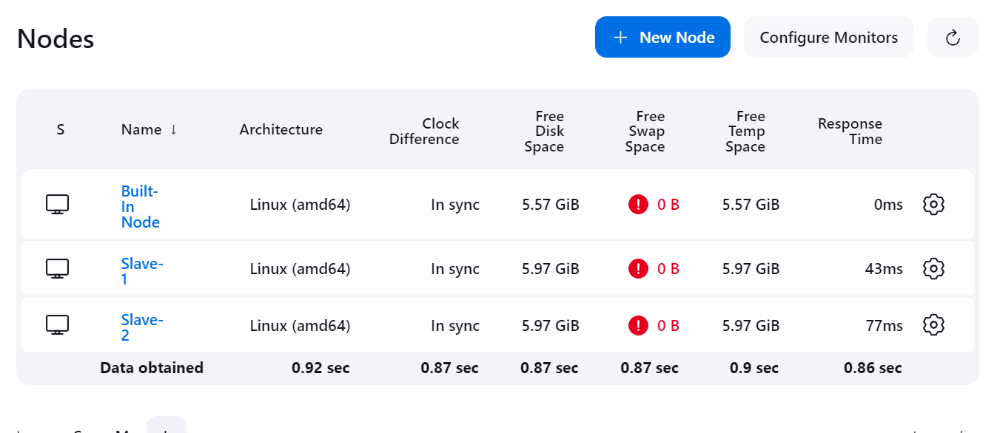 Nodes
+ New Node
Configure Monitors
S
Name ↓
Architecture
Clock
Difference
Free
Disk
Space
Free
Swap
Space
Free
Temp
Space
Response
Time
Built-
In
Node
Linux (amd64)
In sync
5.57 GiB
! 0 B
5.57 GiB
0ms
Slave-
1
Linux (amd64)
In sync
5.97 GiB
! 0 B
5.97 GiB
43ms
Slave-
2
Linux (amd64)
In sync
5.97 GiB
! 0 B
5.97 GiB
77ms
Data obtained
0.92 sec
0.87 sec
0.87 sec
0.87 sec
0.9 sec
0.86 sec